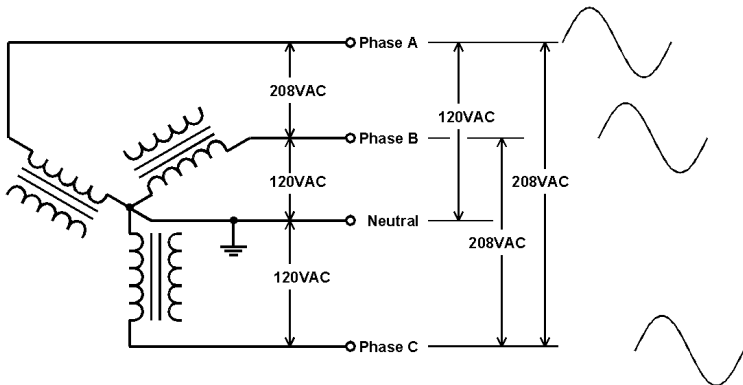 Phase A
208VAC
120VAC
Phase B
120VAC
208VAC
Neutral
208VAC
120VAC
Phase C